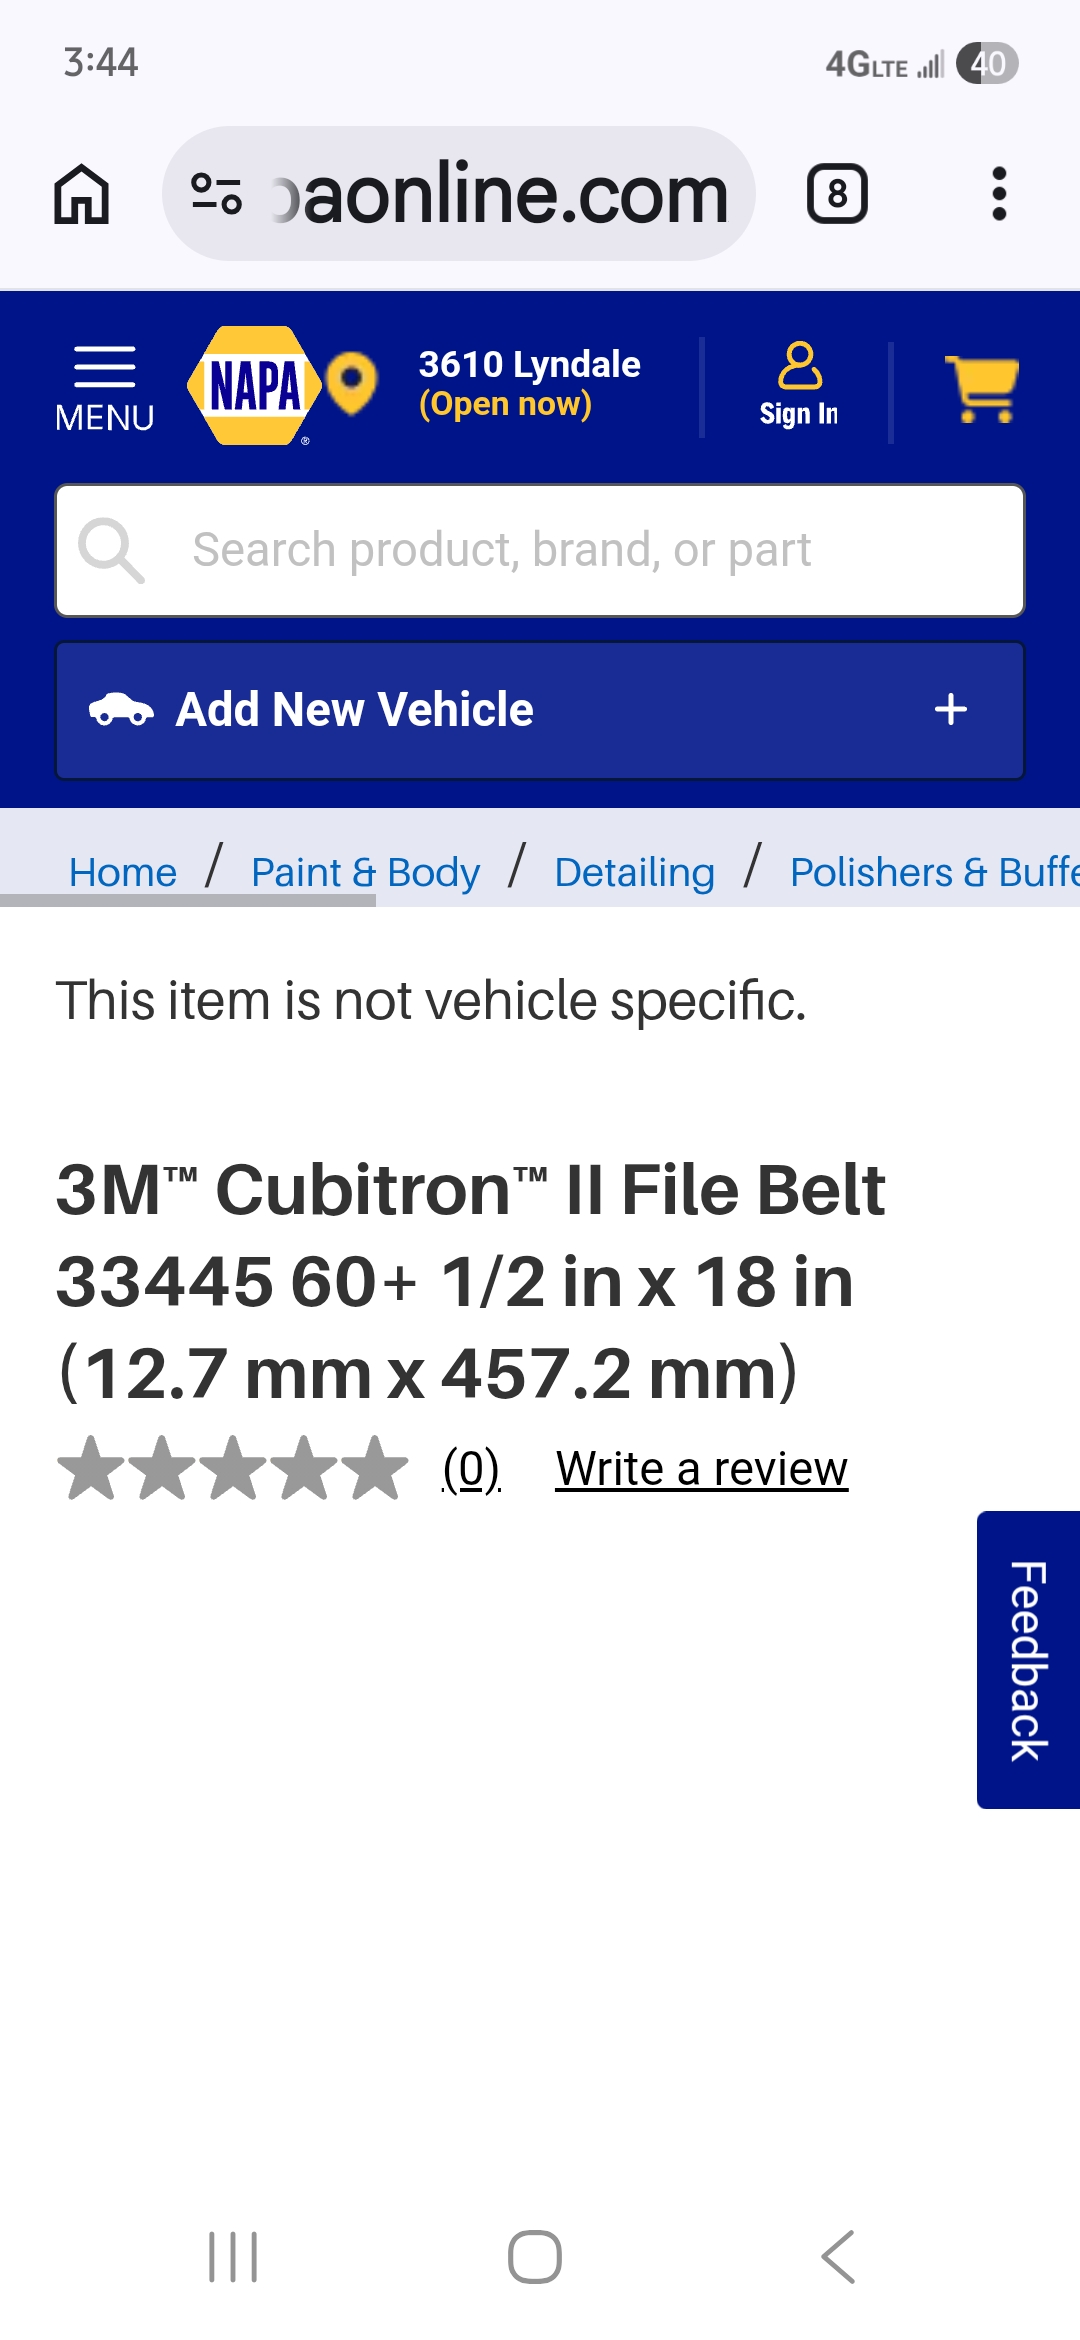 3:44
4GLTE
40
aonline.com
8
MENU
NAPA
®
3610 Lyndale
(Open now)
Sign In
Search product, brand, or part
Add New Vehicle +
Home / Paint & Body / Detailing / Polishers & Buffe
This item is not vehicle specific.
3M™ Cubitron™ II File Belt
33445 60+ 1/2 in x 18 in
(12.7 mm x 457.2 mm)
(0) Write a review
Feedback